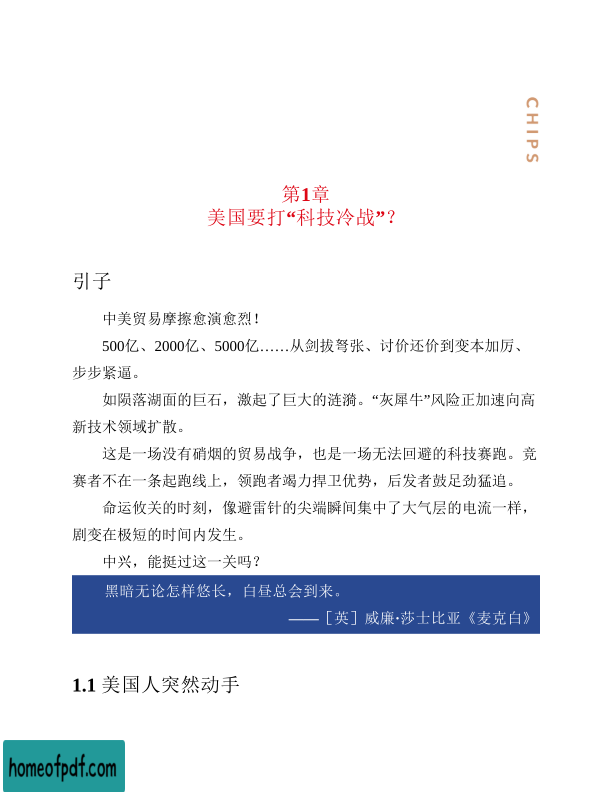 CHIPS
第1章
美国要打“科技冷战”？
引子
中美贸易摩擦愈演愈烈！
500亿、2000亿、5000亿……从剑拔弩张、讨价还价到变本加厉、
步步紧逼。
如陨落湖面的巨石，激起了巨大的涟漪。“灰犀牛”风险正加速向高
新技术领域扩散。
这是一场没有硝烟的贸易战争，也是一场无法回避的科技赛跑。竞
赛者不在一条起跑线上，领跑者竭力捍卫优势，后发者鼓足劲猛追。
命运攸关的时刻，像避雷针的尖端瞬间集中了大气层的电流一样，
剧变在极短的时间内发生。
中兴，能挺过这一关吗？
黑暗无论怎样悠长，白昼总会到来。
——［英］威廉·莎士比亚《麦克白》
1.1 美国人突然动手
homeofpdf.com